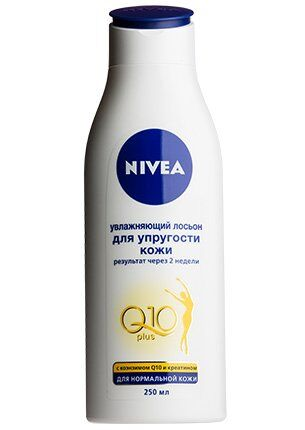 NIVEA
увлажняющий лосьон
для упругости
кожи
результат через 2 недели
Q10
plus
с коэнзимом Q10 и креатином
ДЛЯ НОРМАЛЬНОЙ КОЖИ
250 мл